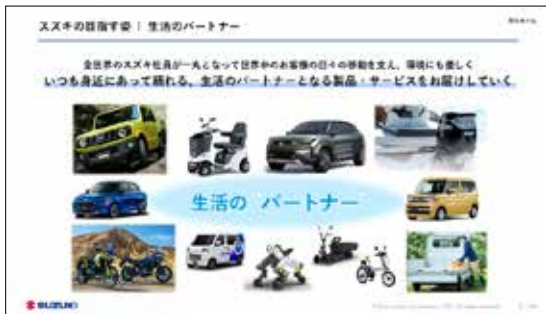 スズキの目指す姿 | 生活のパートナー
全世界のスズキ社員が一丸となって世界中のお客様の日々の移動を支え、環境にも優しく
いつも身近にあって頼れる、生活のパートナーとなる製品・サービスをお届けしていく
生活の パートナー
SUZUKI